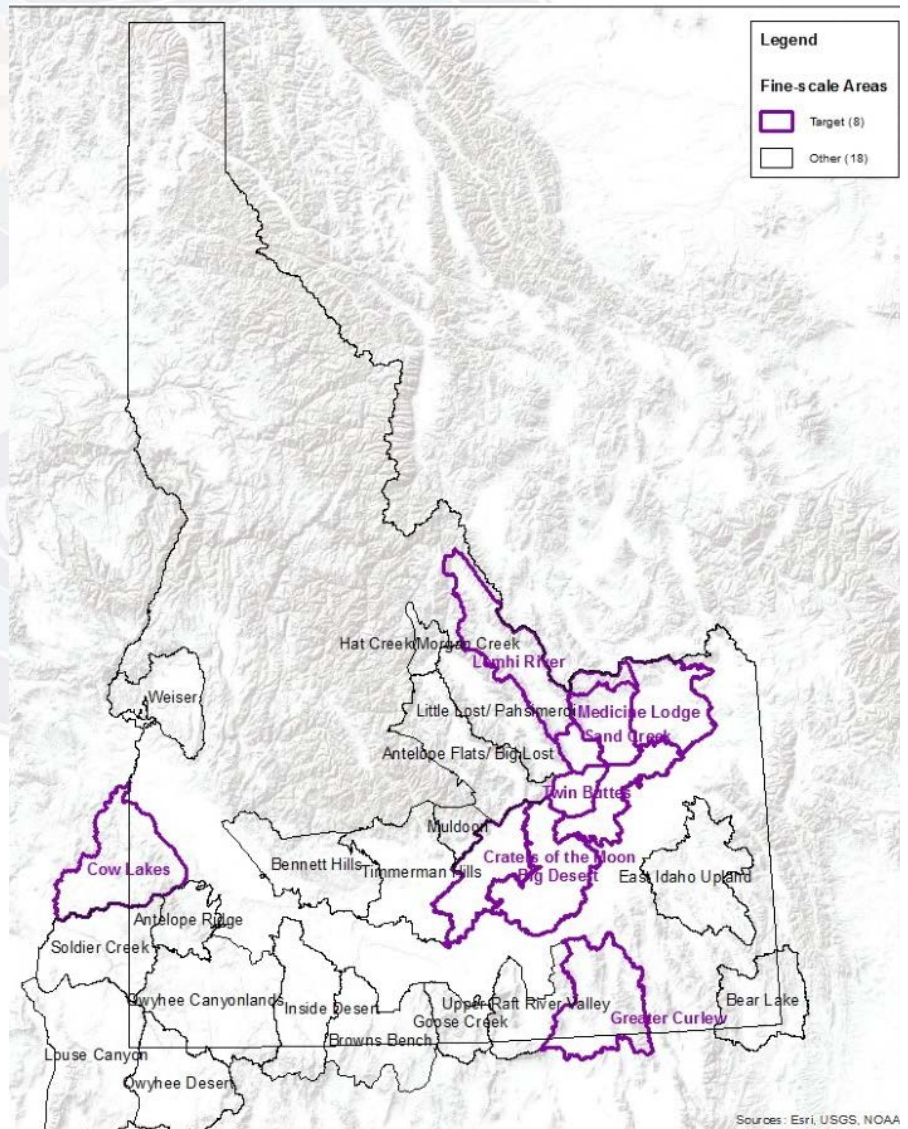 Legend
Fine-scale Areas
Target (8)
Other (18)
Hat Creek/Morgan Creek
Lemhi River
Weiser
Little Lost/ Pahsimeroi
Medicine Lodge
Sand Creek
Antelope Flats/ Big Lost
Twin Buttes
Muldoon
Bennett Hills
Timmerman Hills
Craters of the Moon
Big Desert
East Idaho Upland
Cow Lakes
Antelope Ridge
Soldier Creek
Owyhee Canyonlands
Inside Desert
Upper Raft River Valley
Goose Creek
Greater Curlew
Bear Lake
Browns Bench
Louse Canyon
Owyhee Desert
Sources: Esri, USGS, NOAA